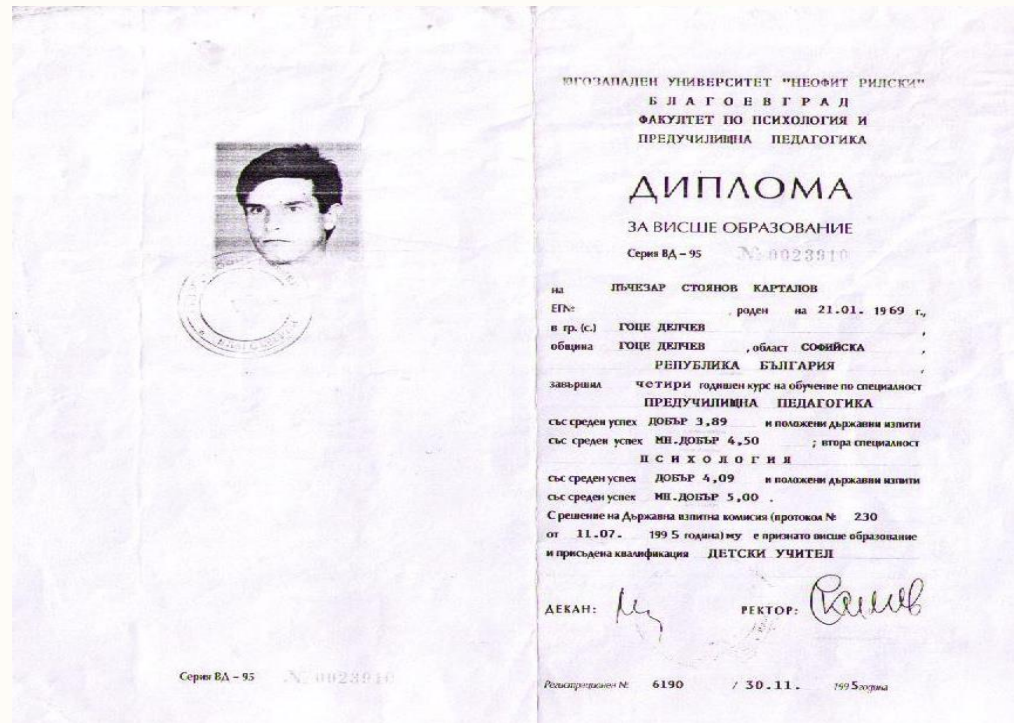 ЮГОЗАПАДЕН УНИВЕРСИТЕТ "НЕОФИТ РИЛСКИ"
БЛАГОЕВГРАД
ФАКУЛТЕТ ПО ПСИХОЛОГИЯ И
ПРЕДУЧИЛИЩНА ПЕДАГОГИКА
ДИПЛОМА
ЗА ВИСШЕ ОБРАЗОВАНИЕ
Серия ВД – 95 № 0023910
на ЛЪЧЕЗАР СТОЯНОВ КАРТАЛОВ
ЕГН: , роден на 21.01. 1969 г.,
в гр. (с.) ГОЦЕ ДЕЛЧЕВ ,
община ГОЦЕ ДЕЛЧЕВ , област СОФИЙСКА ,
РЕПУБЛИКА БЪЛГАРИЯ ,
завършил четири годишен курс на обучение по специалност
ПРЕДУЧИЛИЩНА ПЕДАГОГИКА
със среден успех ДОБЪР 3,89 и положени държавни изпити
със среден успех МН.ДОБЪР 4,50 ; втора специалност
ПСИХОЛОГИЯ
със среден успех ДОБЪР 4,09 и положени държавни изпити
със среден успех МН.ДОБЪР 5,00 .
С решение на Държавна изпитна комисия (протокол № 230
от 11.07. 1995 година) му е признато висше образование
и присъдена квалификация ДЕТСКИ УЧИТЕЛ
ДЕКАН: РЕКТОР:
Серия ВД – 95 № 0023910
Регистрационен № 6190 / 30.11. 1995 година